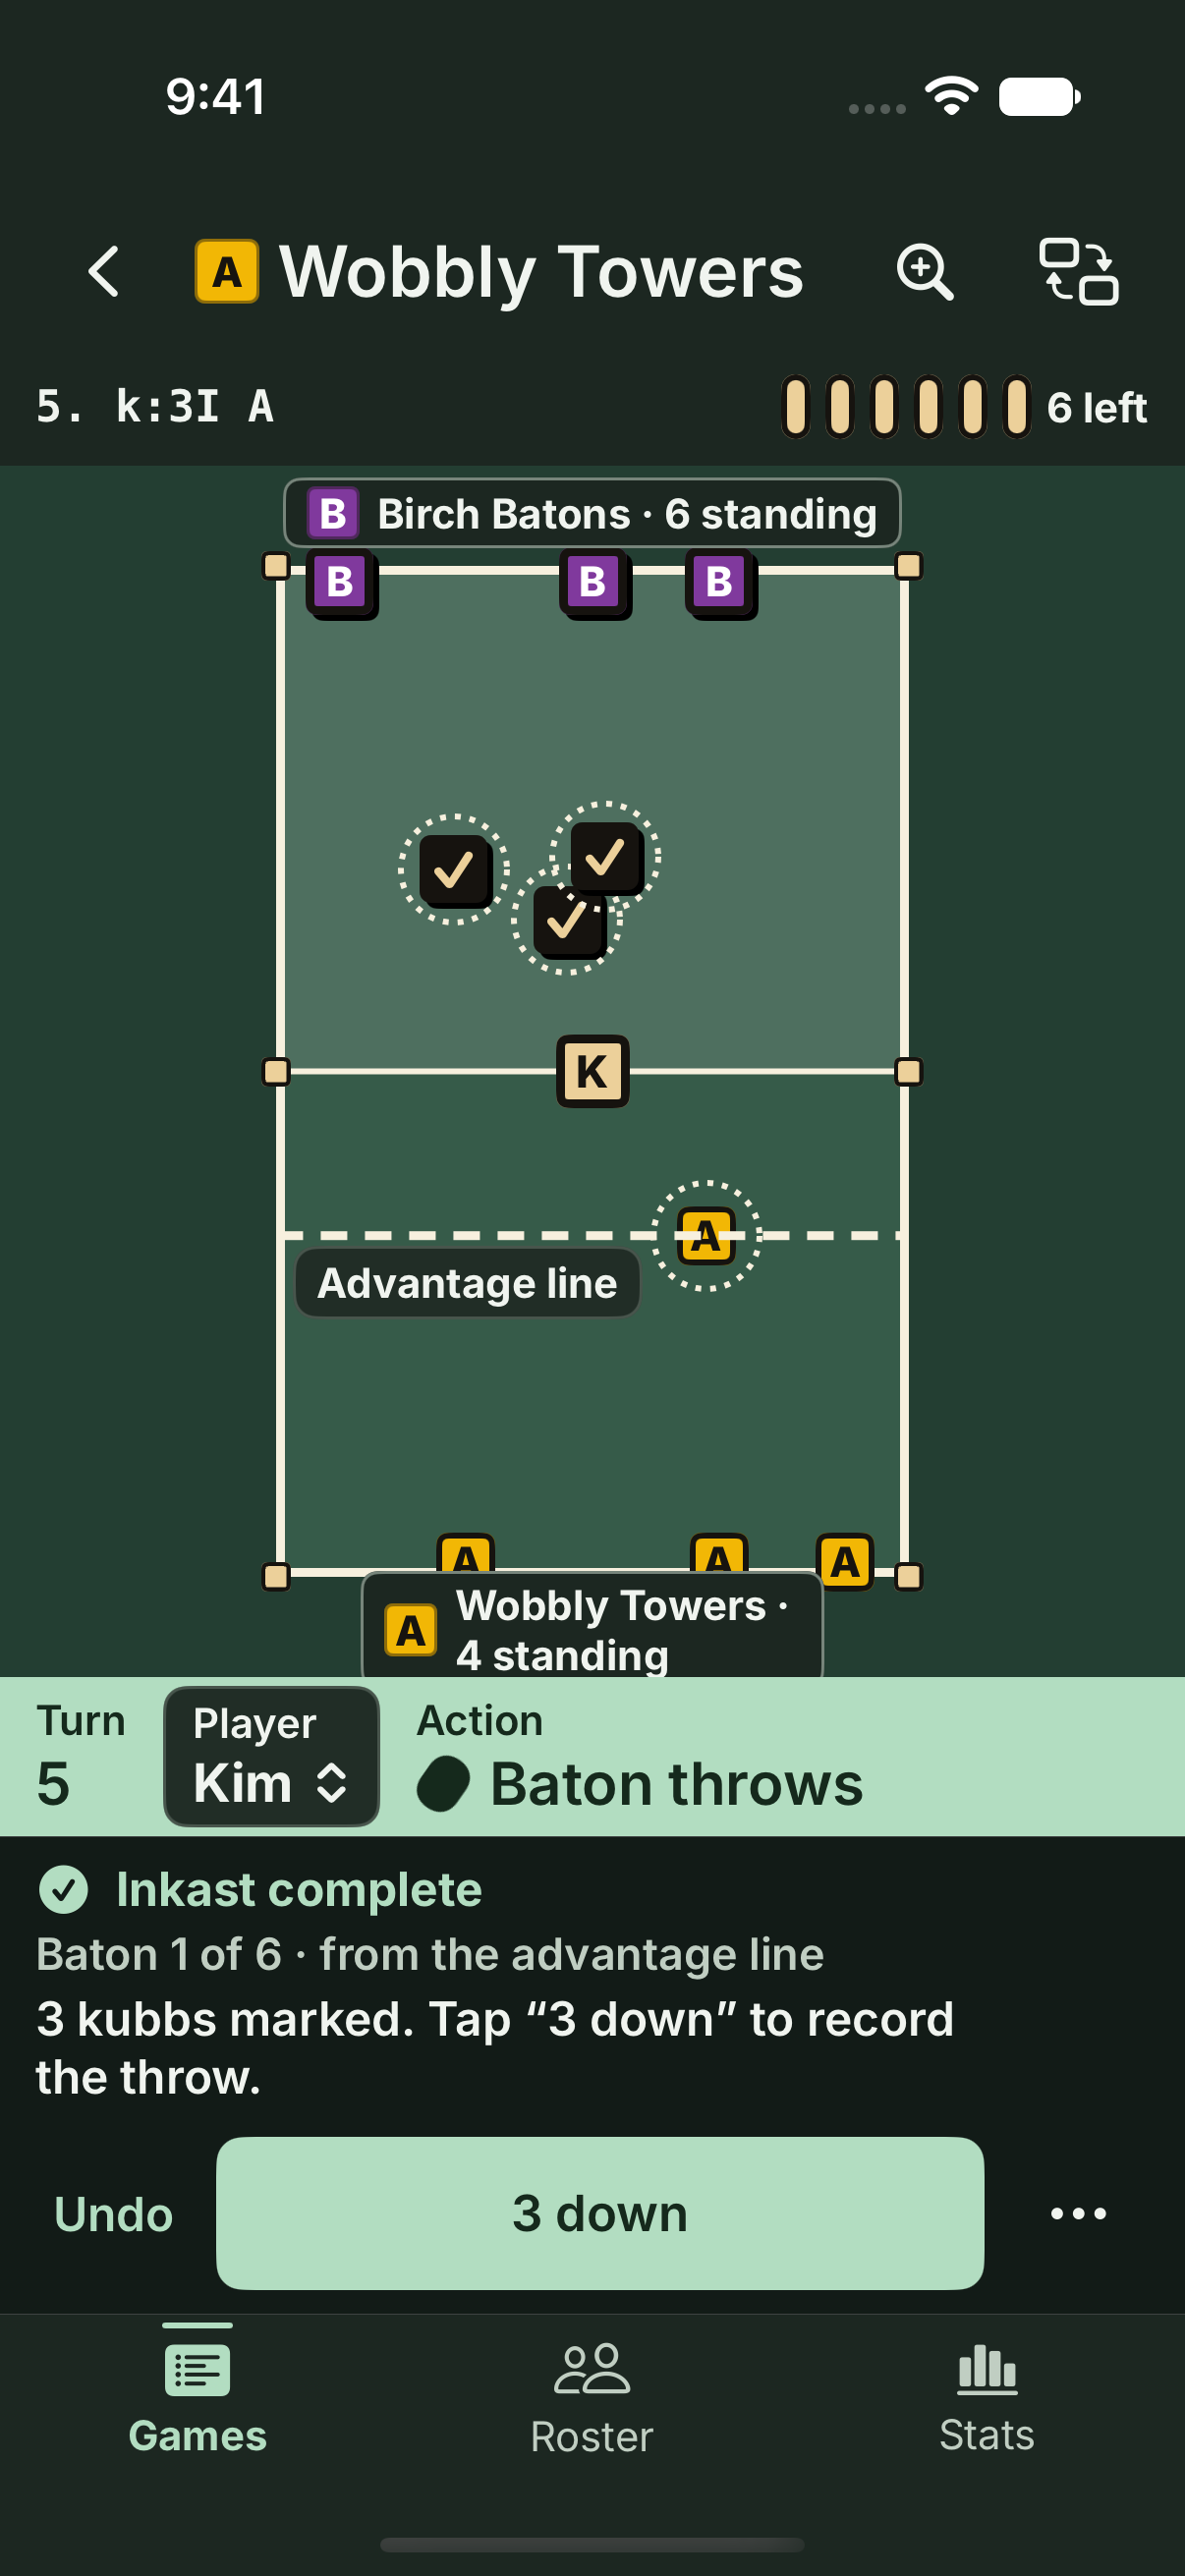 9:41
A Wobbly Towers
5. k:3I A
6 left
B Birch Batons · 6 standing
B B B
K
A
Advantage line
A A A
A Wobbly Towers ·
4 standing
Turn
5
Player
Kim
Action
Baton throws
Inkast complete
Baton 1 of 6 · from the advantage line
3 kubbs marked. Tap “3 down” to record
the throw.
Undo
3 down
Games
Roster
Stats